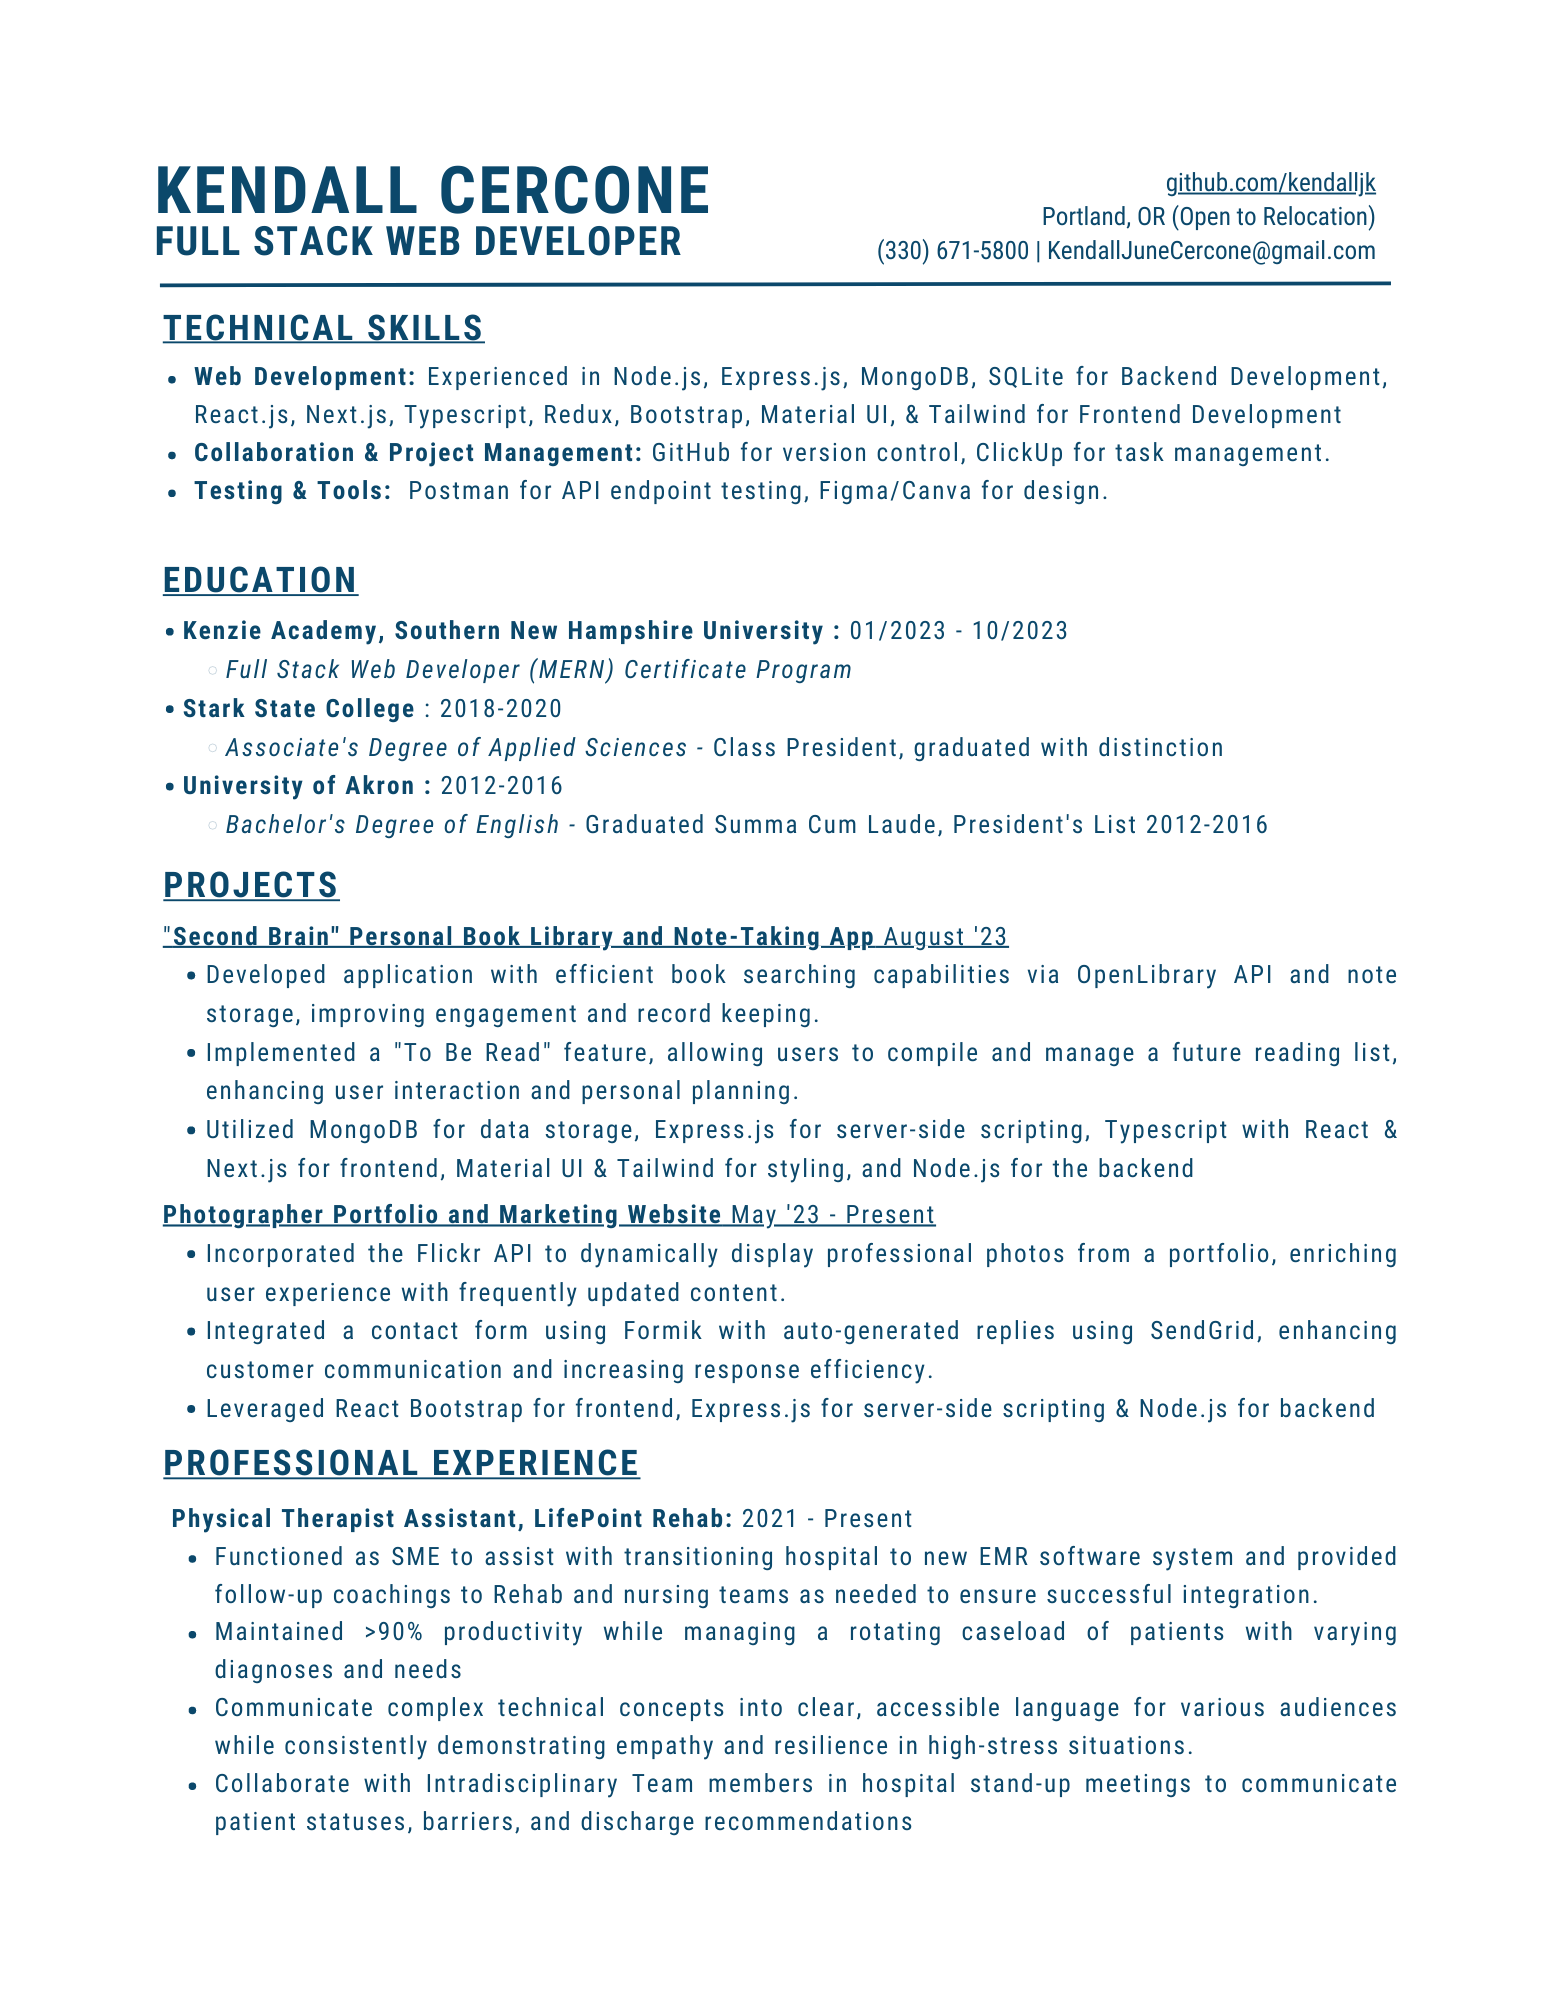 KENDALL CERCONE
FULL STACK WEB DEVELOPER
github.com/kendalljk
Portland, OR (Open to Relocation)
(330) 671-5800 | KendallJuneCercone@gmail.com
TECHNICAL SKILLS
• Web Development: Experienced in Node.js, Express.js, MongoDB, SQLite for Backend Development,
React.js, Next.js, Typescript, Redux, Bootstrap, Material UI, & Tailwind for Frontend Development
• Collaboration & Project Management: GitHub for version control, ClickUp for task management.
• Testing & Tools: Postman for API endpoint testing, Figma/Canva for design.
EDUCATION
• Kenzie Academy, Southern New Hampshire University : 01/2023 - 10/2023
○ Full Stack Web Developer (MERN) Certificate Program
• Stark State College : 2018-2020
○ Associate's Degree of Applied Sciences - Class President, graduated with distinction
• University of Akron : 2012-2016
○ Bachelor's Degree of English - Graduated Summa Cum Laude, President's List 2012-2016
PROJECTS
"Second Brain" Personal Book Library and Note-Taking App August '23
• Developed application with efficient book searching capabilities via OpenLibrary API and note
storage, improving engagement and record keeping.
• Implemented a "To Be Read" feature, allowing users to compile and manage a future reading list,
enhancing user interaction and personal planning.
• Utilized MongoDB for data storage, Express.js for server-side scripting, Typescript with React &
Next.js for frontend, Material UI & Tailwind for styling, and Node.js for the backend
Photographer Portfolio and Marketing Website May '23 - Present
• Incorporated the Flickr API to dynamically display professional photos from a portfolio, enriching
user experience with frequently updated content.
• Integrated a contact form using Formik with auto-generated replies using SendGrid, enhancing
customer communication and increasing response efficiency.
• Leveraged React Bootstrap for frontend, Express.js for server-side scripting & Node.js for backend
PROFESSIONAL EXPERIENCE
Physical Therapist Assistant, LifePoint Rehab: 2021 - Present
• Functioned as SME to assist with transitioning hospital to new EMR software system and provided
follow-up coachings to Rehab and nursing teams as needed to ensure successful integration.
• Maintained >90% productivity while managing a rotating caseload of patients with varying
diagnoses and needs
• Communicate complex technical concepts into clear, accessible language for various audiences
while consistently demonstrating empathy and resilience in high-stress situations.
• Collaborate with Intradisciplinary Team members in hospital stand-up meetings to communicate
patient statuses, barriers, and discharge recommendations